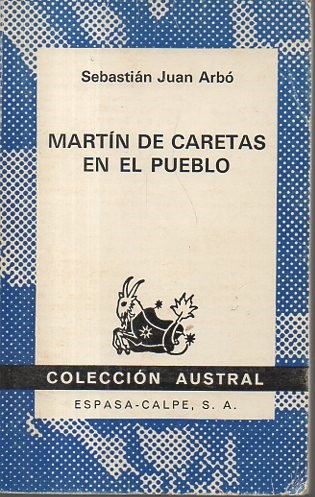 Sebastián Juan Arbó
MARTÍN DE CARETAS
EN EL PUEBLO
COLECCIÓN AUSTRAL
ESPASA-CALPE, S. A.